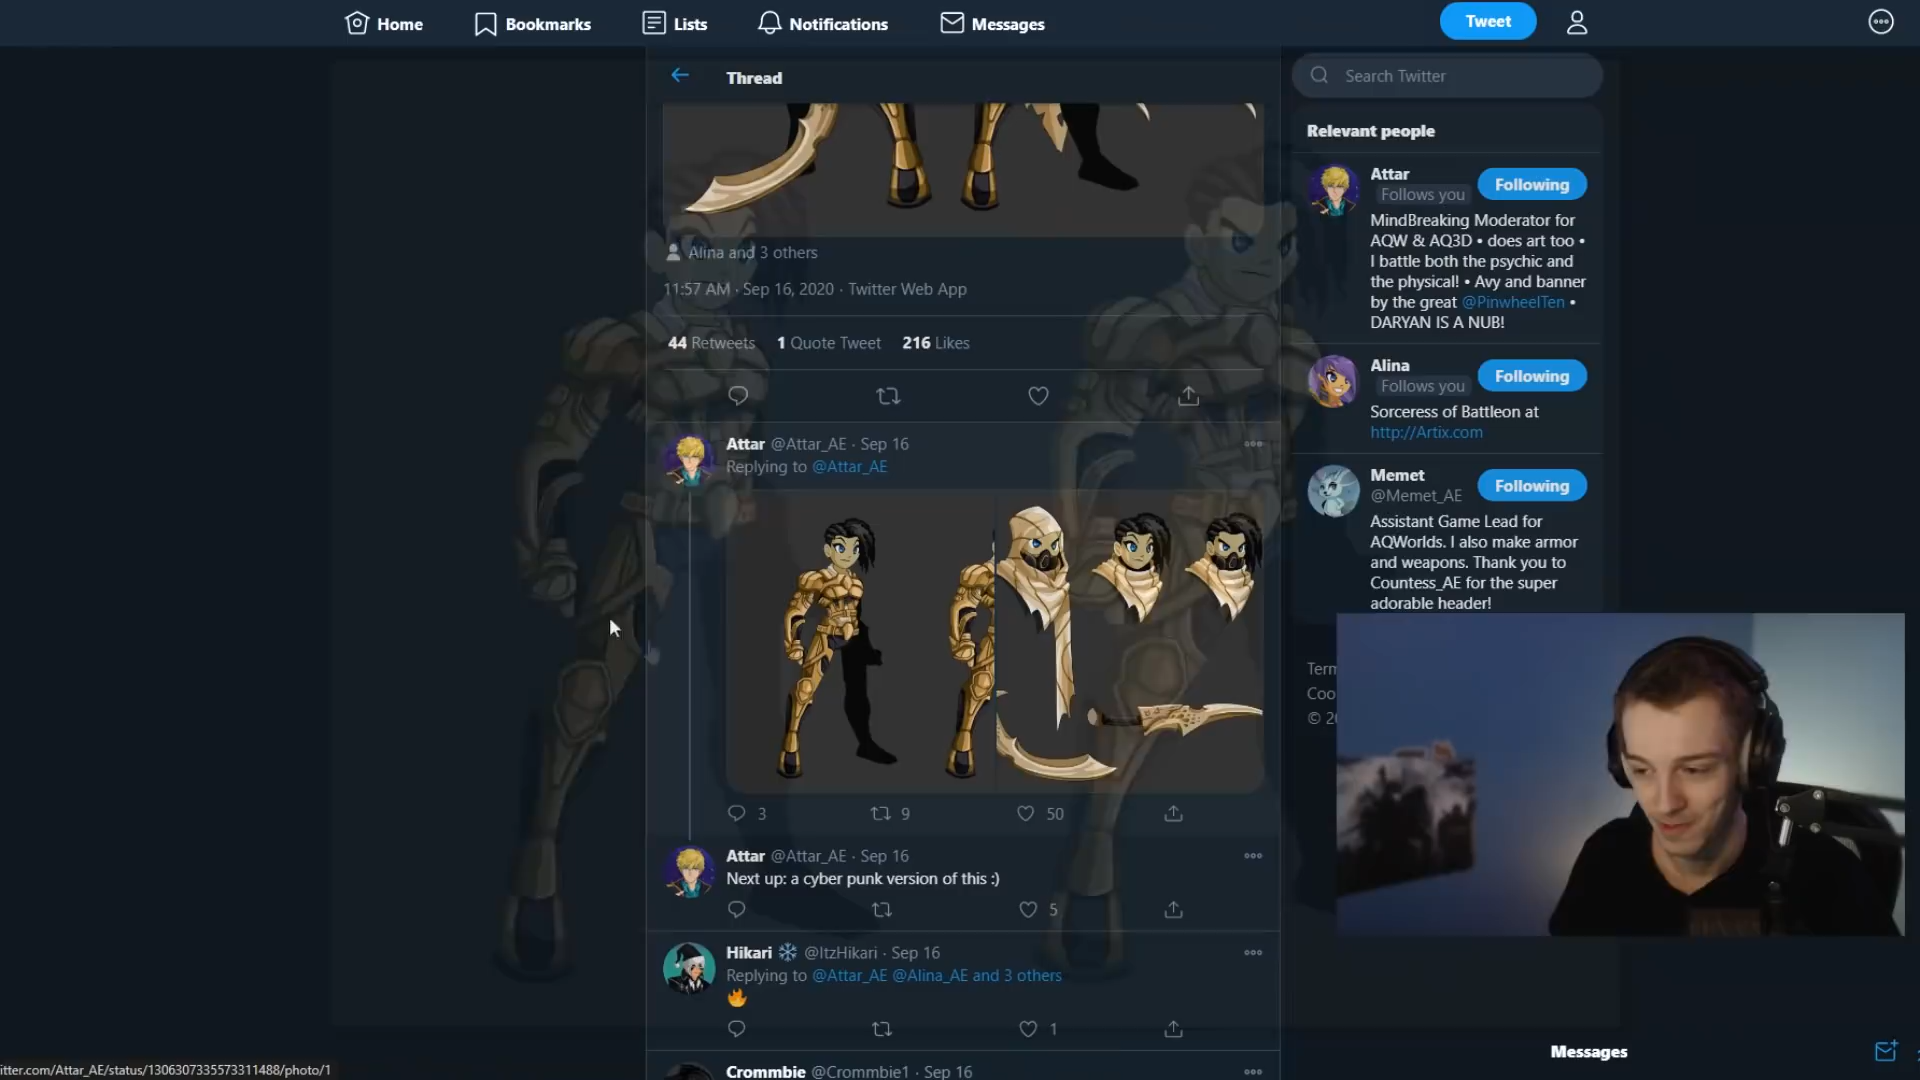 Home
Bookmarks
Lists
Notifications
Messages
Tweet
Thread
Search Twitter
Alina and 3 others
11:57 AM · Sep 16, 2020 · Twitter Web App
44 Retweets 1 Quote Tweet 216 Likes
Attar @Attar_AE · Sep 16
Replying to @Attar_AE
3 9 50
Attar @Attar_AE · Sep 16
Next up: a cyber punk version of this :)
5
Hikari @ItzHikari · Sep 16
Replying to @Attar_AE @Alina_AE and 3 others
1
Crommbie @Crommbie1 · Sep 16
Relevant people
Attar
Follows you
Following
MindBreaking Moderator for
AQW & AQ3D • does art too •
I battle both the psychic and
the physical! • Avy and banner
by the great @PinwheelTen •
DARYAN IS A NUB!
Alina
Follows you
Following
Sorceress of Battleon at
http://Artix.com
Memet
@Memet_AE
Following
Assistant Game Lead for
AQWorlds. I also make armor
and weapons. Thank you to
Countess_AE for the super
adorable header!
Term
Coo
© 20
Messages
itter.com/Attar_AE/status/1306307335573311488/photo/1